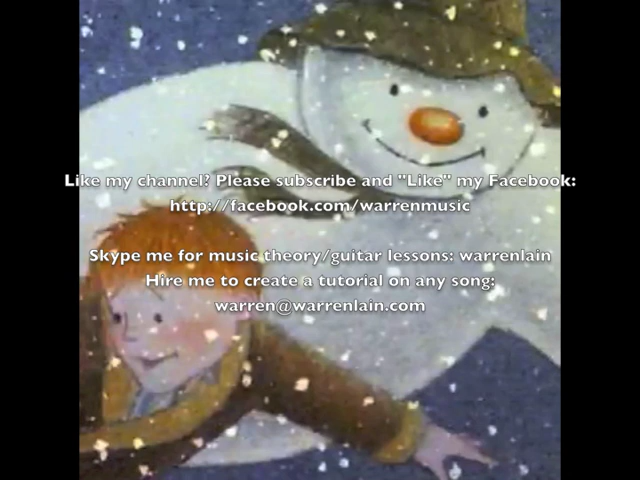 Like my channel? Please subscribe and "Like" my Facebook:
http://facebook.com/warrenmusic
Skype me for music theory/guitar lessons: warrenlain
Hire me to create a tutorial on any song:
warren@warrenlain.com